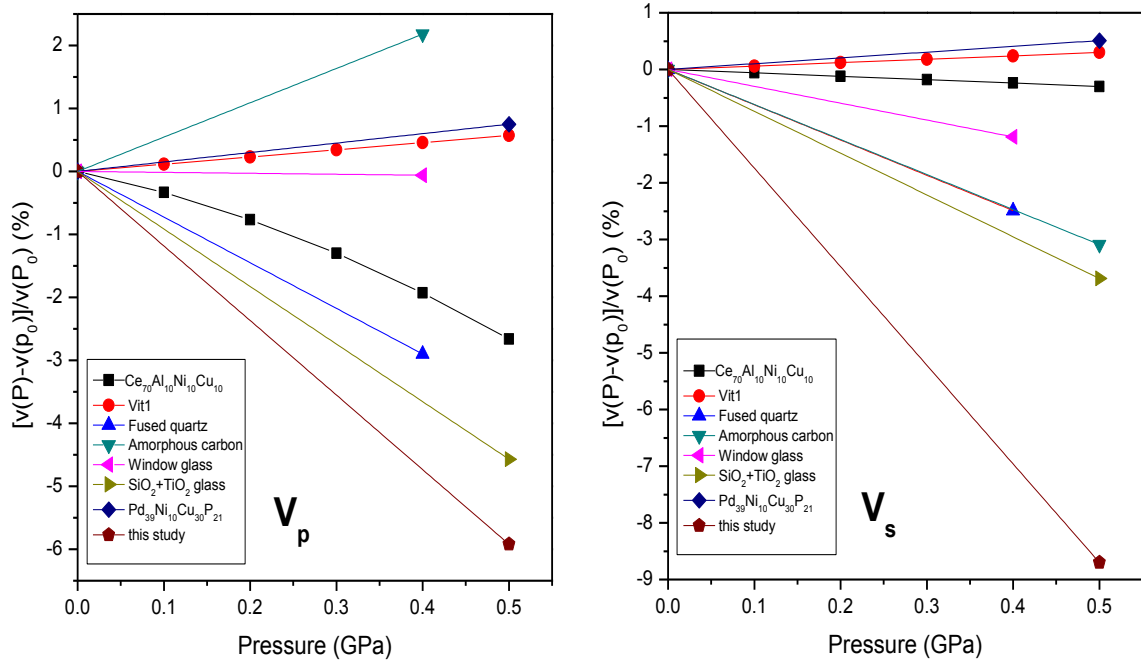 [v(P)-v(p₀)]/v(P₀) (%)
2
1
0
-1
-2
-3
-4
-5
-6
Ce₇₀Al₁₀Ni₁₀Cu₁₀
Vit1
Fused quartz
Amorphous carbon
Window glass
SiO₂+TiO₂ glass
Pd₃₉Ni₁₀Cu₃₀P₂₁
this study
Vₚ
0.0 0.1 0.2 0.3 0.4 0.5
Pressure (GPa)
[v(P)-v(p₀)]/v(P₀) (%)
1
0
-1
-2
-3
-4
-5
-6
-7
-8
-9
Ce₇₀Al₁₀Ni₁₀Cu₁₀
Vit1
Fused quartz
Amorphous carbon
Window glass
SiO₂+TiO₂ glass
Pd₃₉Ni₁₀Cu₃₀P₂₁
this study
Vₛ
0.0 0.1 0.2 0.3 0.4 0.5
Pressure (GPa)